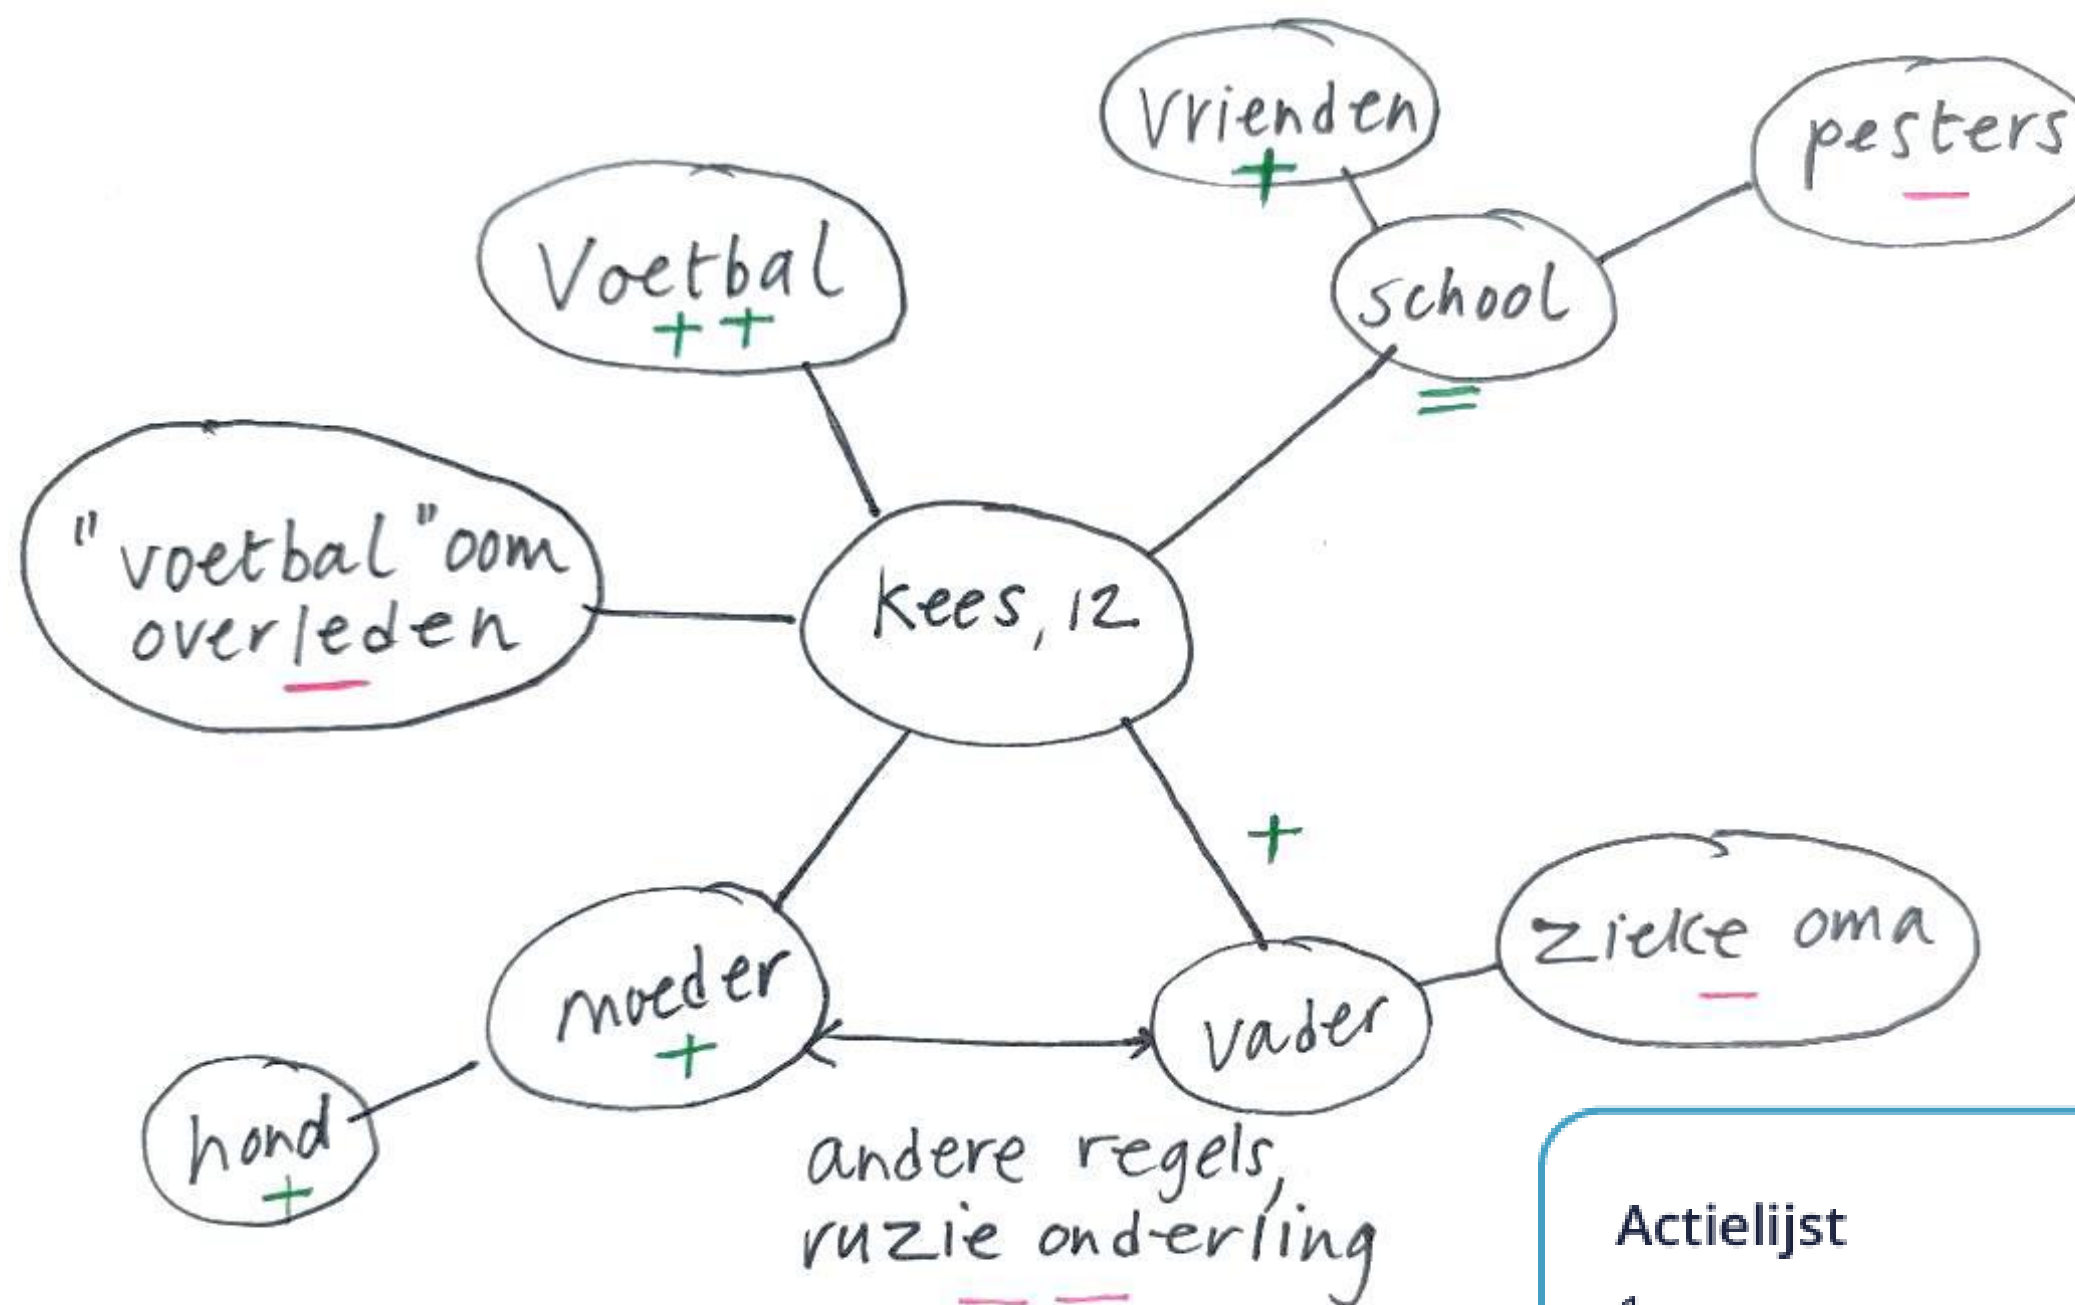 vrienden
+
pesters
—
Voetbal
+ +
school
=
"voetbal" oom
overleden
—
Kees, 12
+
moeder
+
vader
zieke oma
—
hond
+
andere regels,
ruzie onderling
— —
Actielijst